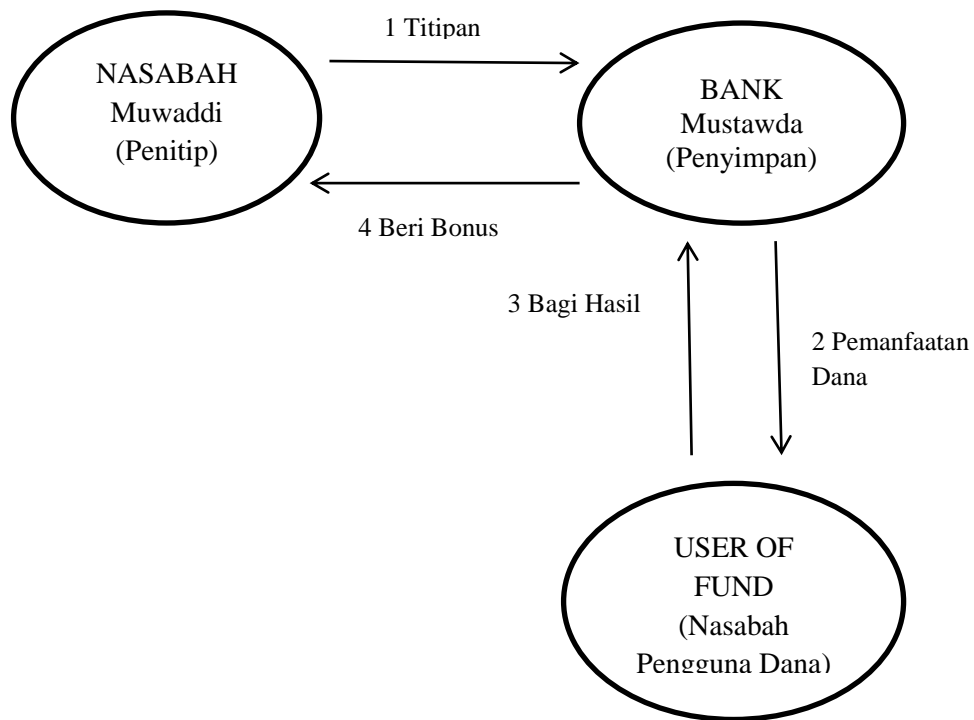 1 Titipan
NASABAH
Muwaddi
(Penitip)
BANK
Mustawda
(Penyimpan)
4 Beri Bonus
3 Bagi Hasil
2 Pemanfaatan
Dana
USER OF
FUND
(Nasabah
Pengguna Dana)